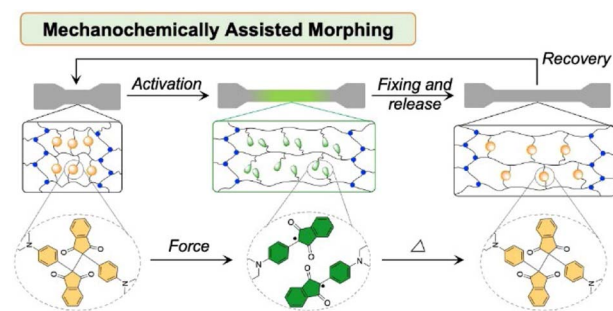 Mechanochemically Assisted Morphing
Recovery
Activation
Fixing and
release
Force
△
N
O
O
O
O
N
N
O
O
O
O
N
N
O
O
O
O
N